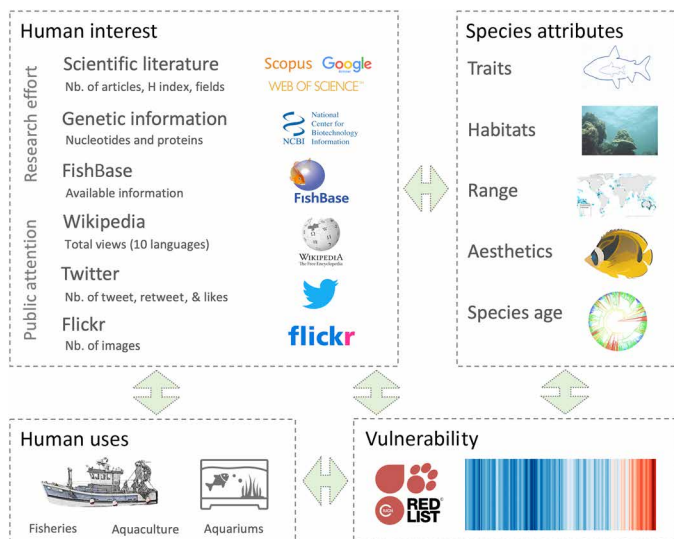 Human interest
Research effort
Scientific literature
Nb. of articles, H index, fields
Scopus Google
WEB OF SCIENCE™
Genetic information
Nucleotides and proteins
NCBI
National
Center for
Biotechnology
Information
FishBase
Available information
FishBase
Public attention
Wikipedia
Total views (10 languages)
WIKIPEDIA
The Free Encyclopedia
Twitter
Nb. of tweet, retweet, & likes
Flickr
Nb. of images
flickr
Species attributes
Traits
Habitats
Range
Aesthetics
Species age
Human uses
Fisheries
Aquaculture
Aquariums
Vulnerability
IUCN
RED
LIST